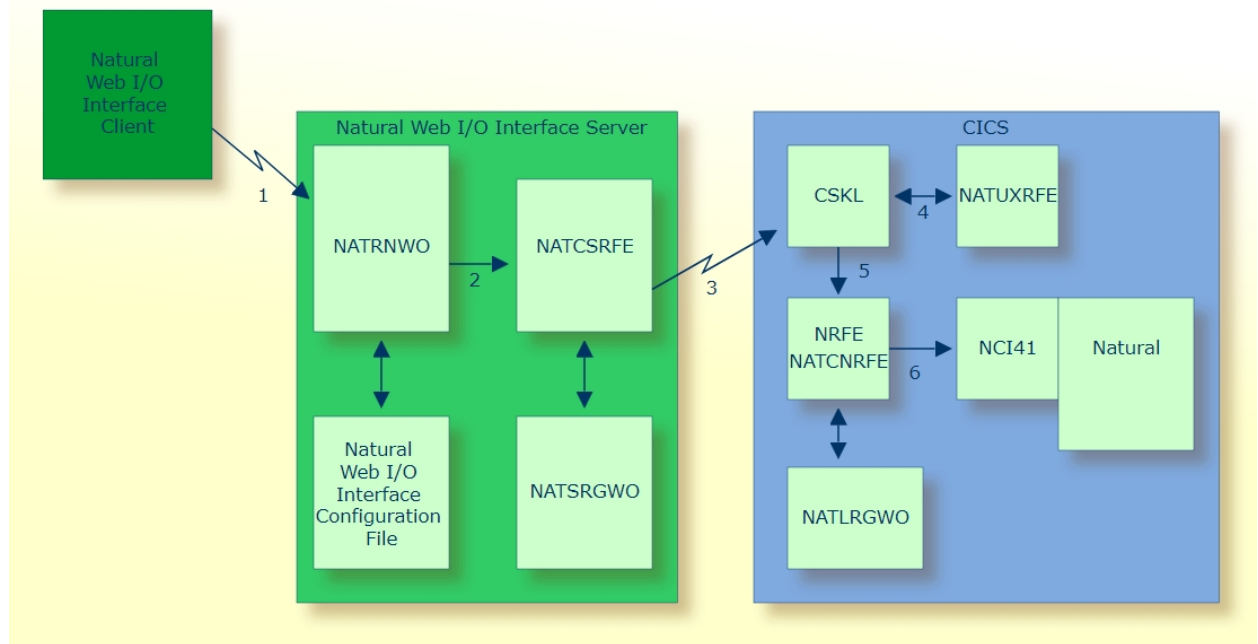 Natural
Web I/O
Interface
Client
1
Natural Web I/O Interface Server
NATRNWO
2
NATCSRFE
Natural
Web I/O
Interface
Configuration
File
NATSRGWO
3
CICS
CSKL
4
NATUXRFE
5
NRFE
NATCNRFE
6
NCI41
Natural
NATLRGWO